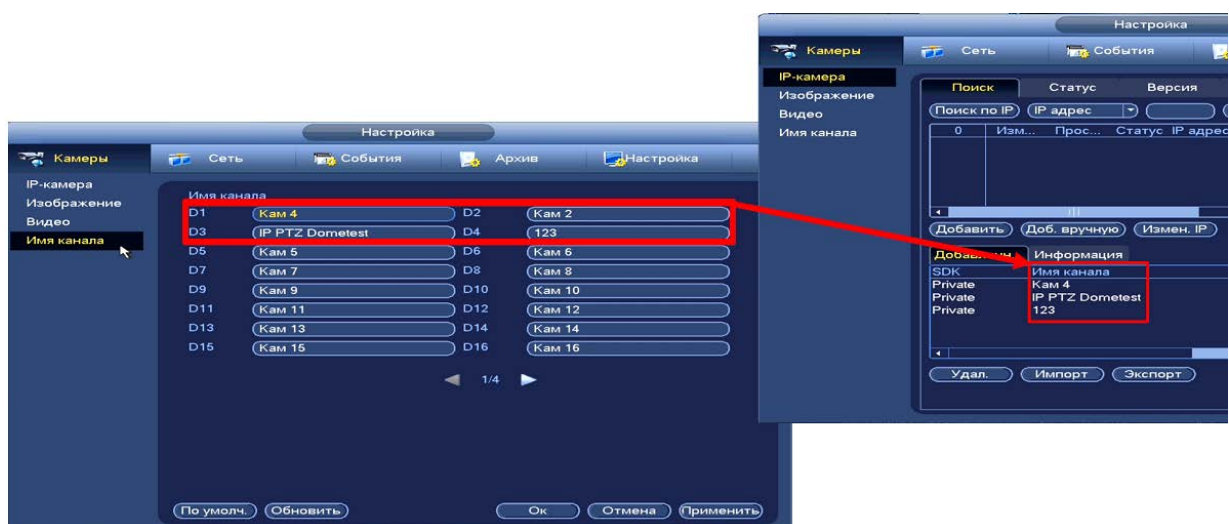 Настройка
Камеры Сеть События Архив Настройка
IP-камера
Изображение
Видео
Имя канала
Имя канала
D1 Кам 4 D2 Кам 2
D3 IP PTZ Dometest D4 123
D5 Кам 5 D6 Кам 6
D7 Кам 7 D8 Кам 8
D9 Кам 9 D10 Кам 10
D11 Кам 11 D12 Кам 12
D13 Кам 13 D14 Кам 14
D15 Кам 15 D16 Кам 16
1/4
По умолч. Обновить Ок Отмена Применить
Настройка
Камеры Сеть События
IP-камера
Изображение
Видео
Имя канала
Поиск Статус Версия
Поиск по IP IP адрес
0 Изм... Прос... Статус IP адрес
Добавить Доб. вручную Измен. IP
Информация
SDK Имя канала
Private Кам 4
Private IP PTZ Dometest
Private 123
Удал. Импорт Экспорт